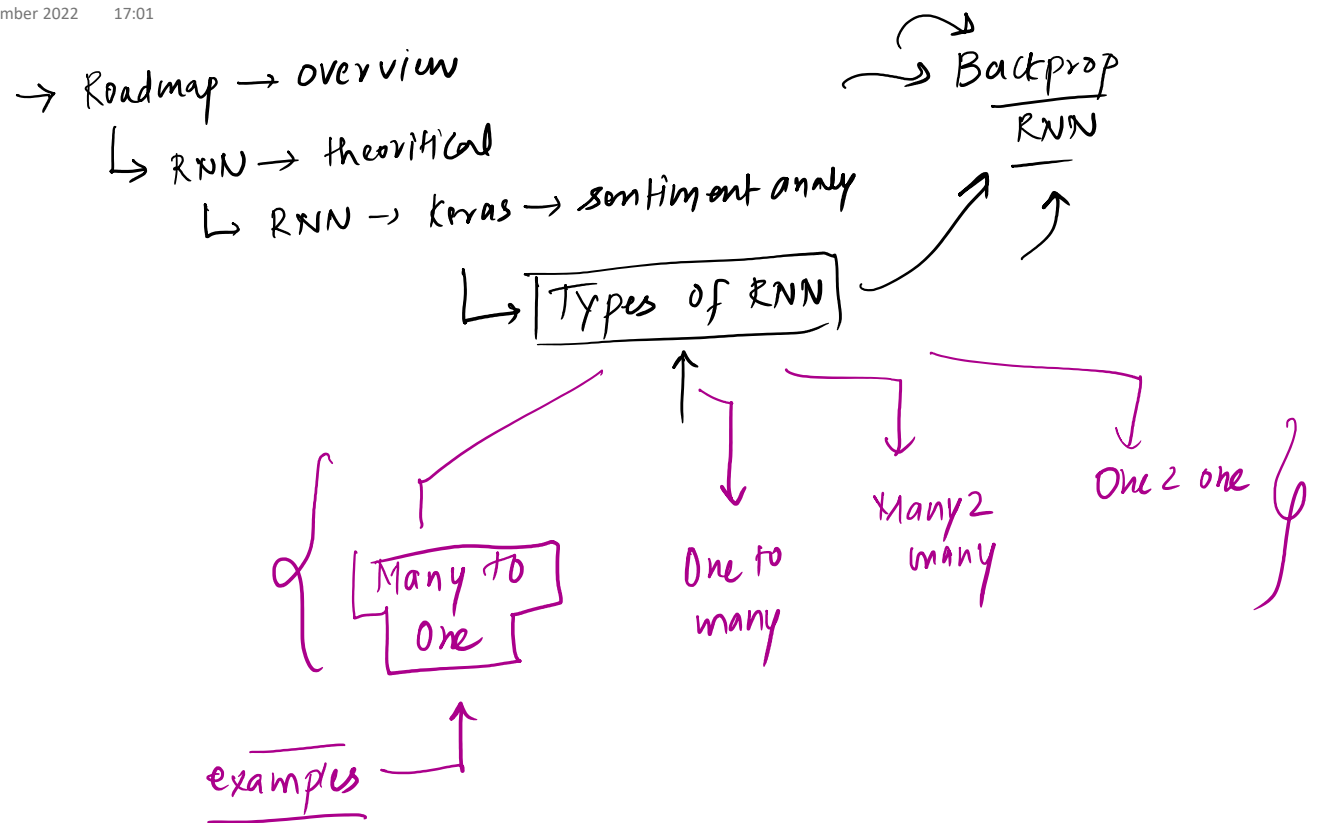 mber 2022 17:01
→ Roadmap → overview
↳ RNN → theoritical
↳ RNN → keras → sentiment analy
↳ Types of RNN
Backprop
RNN
Many to
One
One to
many
Many 2
many
One 2 one
examples